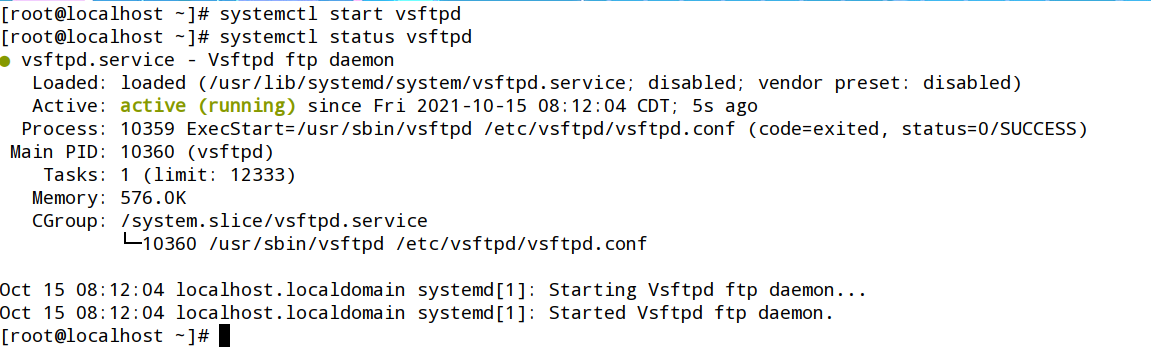 [root@localhost ~]# systemctl start vsftpd
[root@localhost ~]# systemctl status vsftpd
● vsftpd.service - Vsftpd ftp daemon
   Loaded: loaded (/usr/lib/systemd/system/vsftpd.service; disabled; vendor preset: disabled)
   Active: active (running) since Fri 2021-10-15 08:12:04 CDT; 5s ago
  Process: 10359 ExecStart=/usr/sbin/vsftpd /etc/vsftpd/vsftpd.conf (code=exited, status=0/SUCCESS)
 Main PID: 10360 (vsftpd)
    Tasks: 1 (limit: 12333)
   Memory: 576.0K
   CGroup: /system.slice/vsftpd.service
           └─10360 /usr/sbin/vsftpd /etc/vsftpd/vsftpd.conf

Oct 15 08:12:04 localhost.localdomain systemd[1]: Starting Vsftpd ftp daemon...
Oct 15 08:12:04 localhost.localdomain systemd[1]: Started Vsftpd ftp daemon.
[root@localhost ~]#